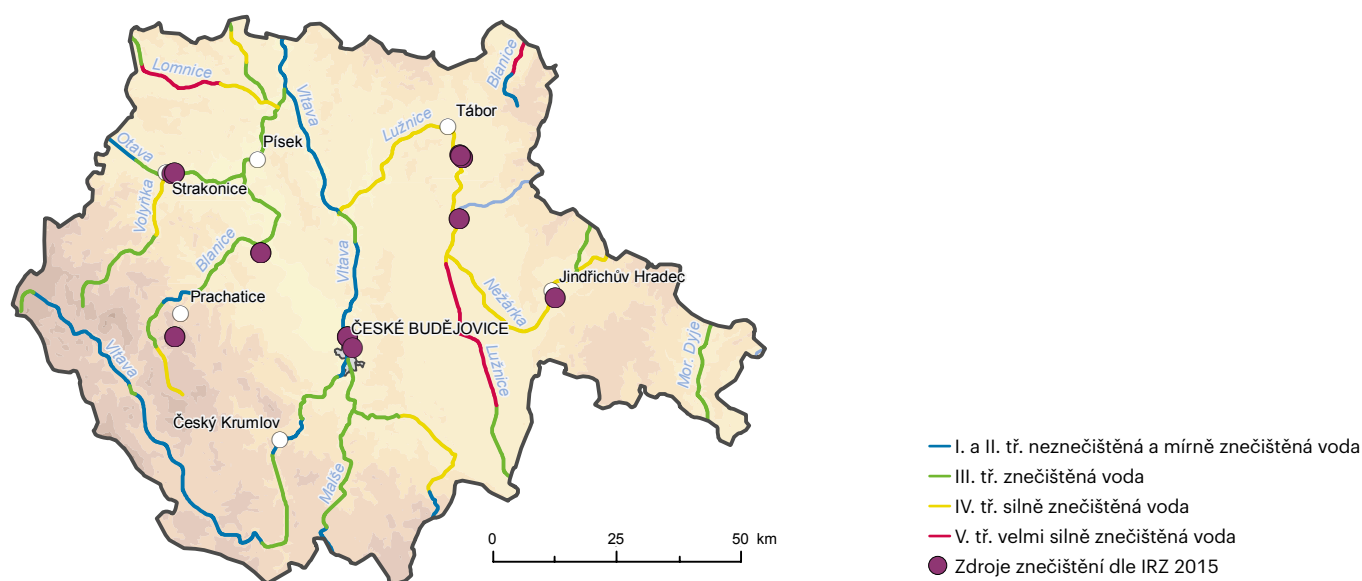 Lomnice
Blanice
Vltava
Lužnice
Tábor
Otava
Písek
Strakonice
Volyňka
Blanice
Vltava
Jindřichův Hradec
Nežárka
Prachatice
ČESKÉ BUDĚJOVICE
Vltava
Lužnice
Mor. Dyje
Český Krumlov
Malše
0 25 50 km
I. a II. tř. neznečištěná a mírně znečištěná voda
III. tř. znečištěná voda
IV. tř. silně znečištěná voda
V. tř. velmi silně znečištěná voda
Zdroje znečištění dle IRZ 2015